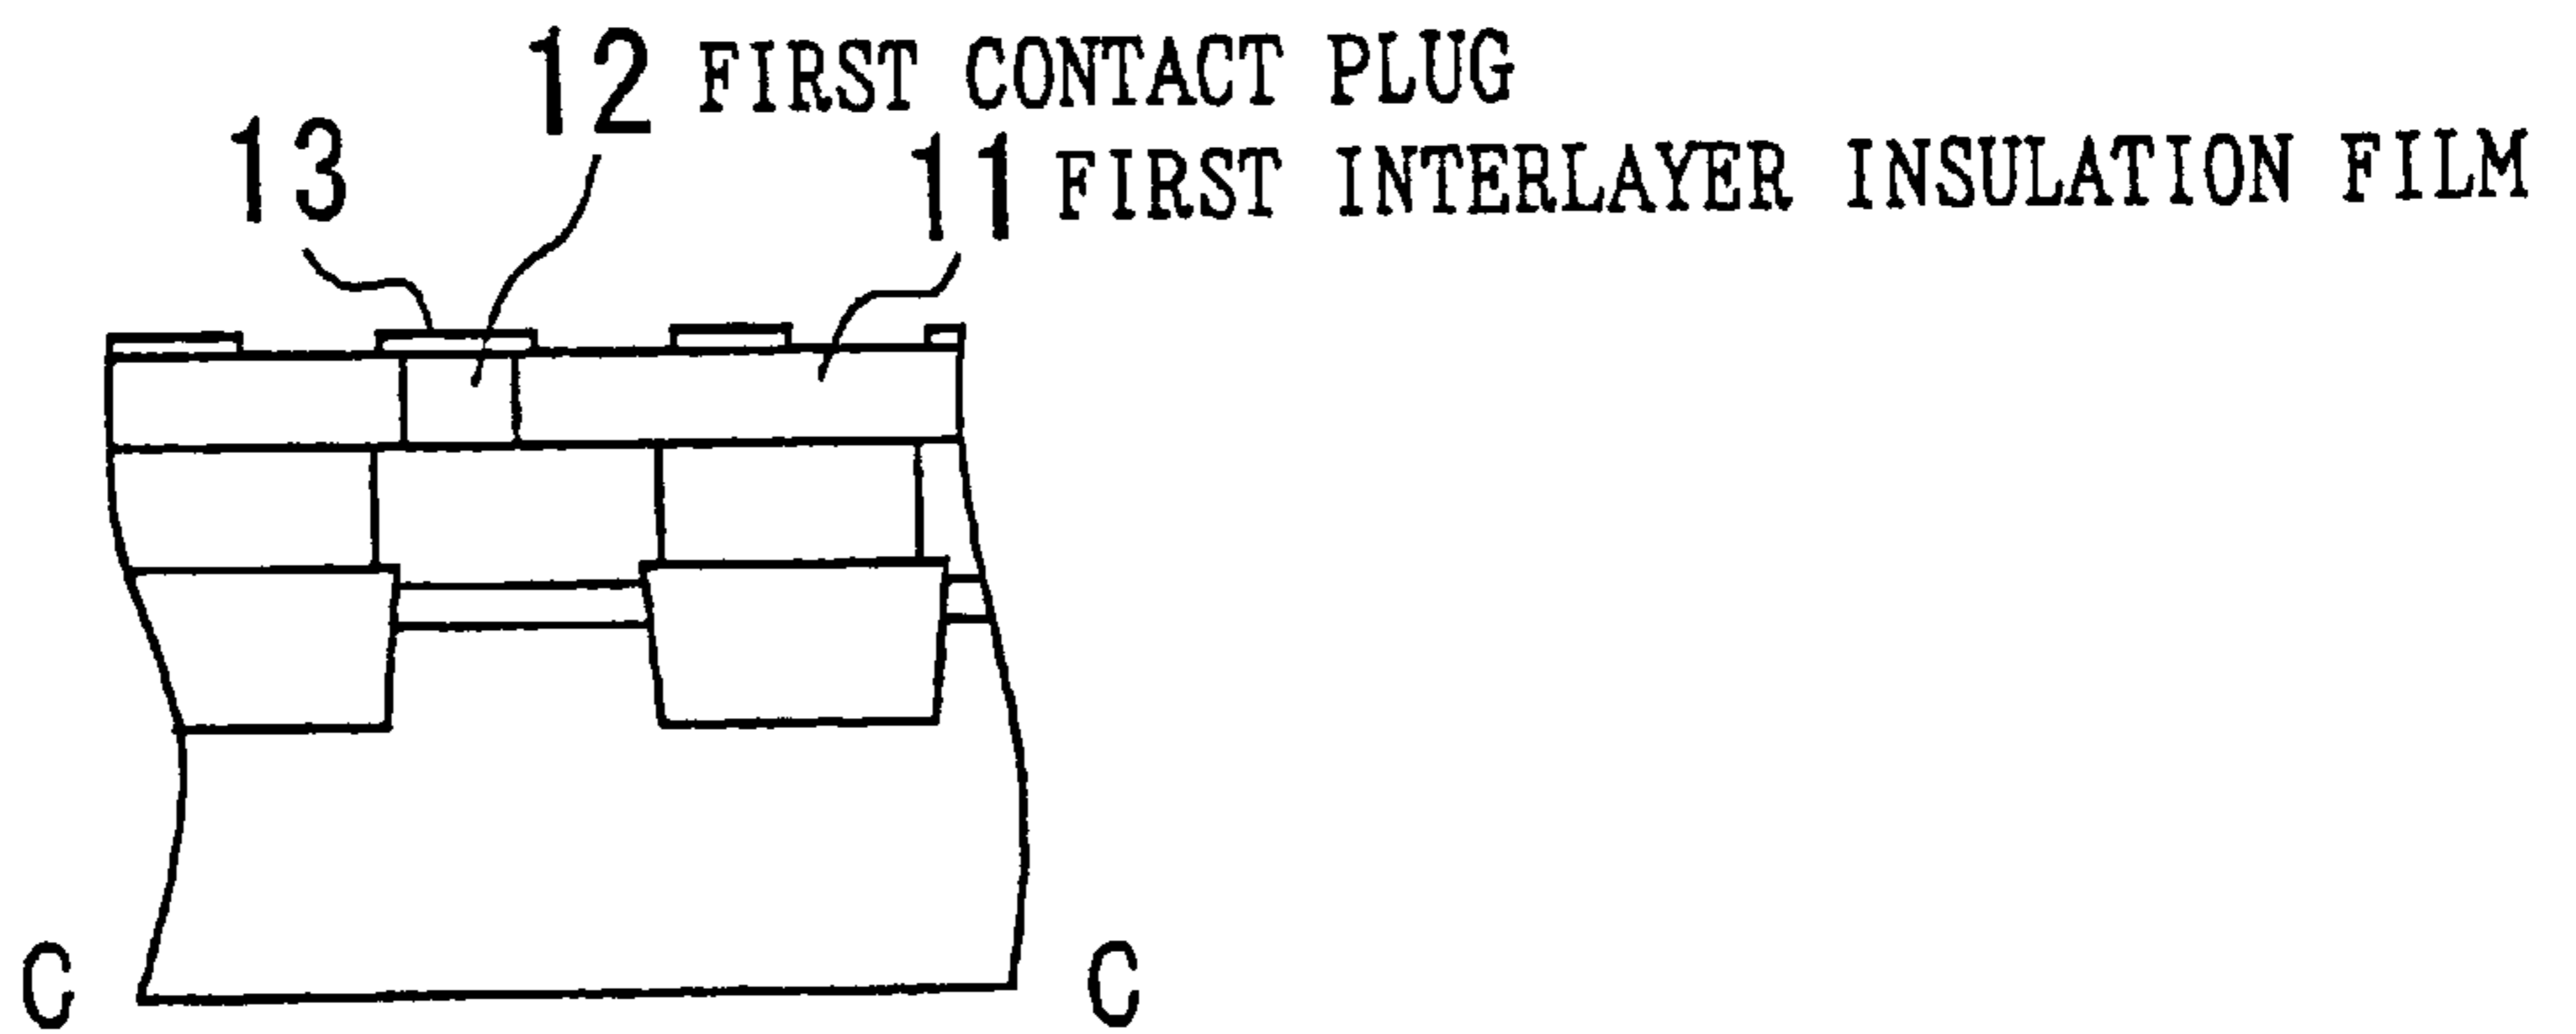 12 FIRST CONTACT PLUG
13
11 FIRST INTERLAYER INSULATION FILM
C C